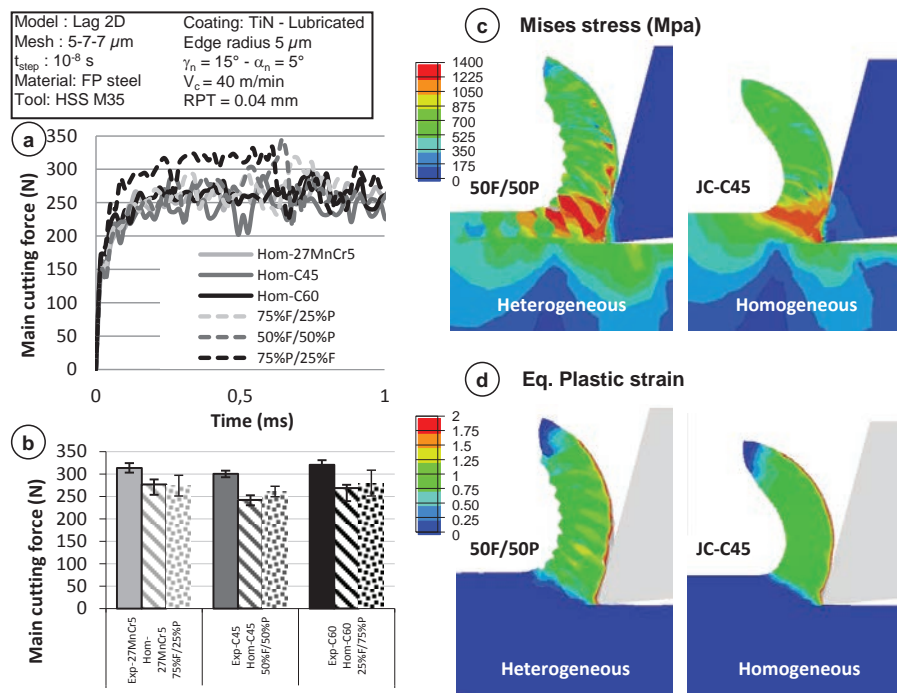 Model : Lag 2D
Mesh : 5-7-7 µm
tstep : 10-8 s
Material: FP steel
Tool: HSS M35
Coating: TiN - Lubricated
Edge radius 5 µm
γn = 15° - αn = 5°
Vc = 40 m/min
RPT = 0.04 mm
a
Main cutting force (N)
350
300
250
200
150
100
50
0
Hom-27MnCr5
Hom-C45
Hom-C60
75%F/25%P
50%F/50%P
75%P/25%F
0
0,5
1
Time (ms)
b
Main cutting force (N)
350
300
250
200
150
100
50
0
Exp-27MnCr5
Hom-
27MnCr5
75%F/25%P
Exp-C45
Hom-C45
50%F/50%P
Exp-C60
Hom-C60
25%F/75%P
c
Mises stress (Mpa)
1400
1225
1050
875
700
525
350
175
0
50F/50P
Heterogeneous
JC-C45
Homogeneous
d
Eq. Plastic strain
2
1.75
1.5
1.25
1
0.75
0.5
0.25
0
50F/50P
Heterogeneous
JC-C45
Homogeneous